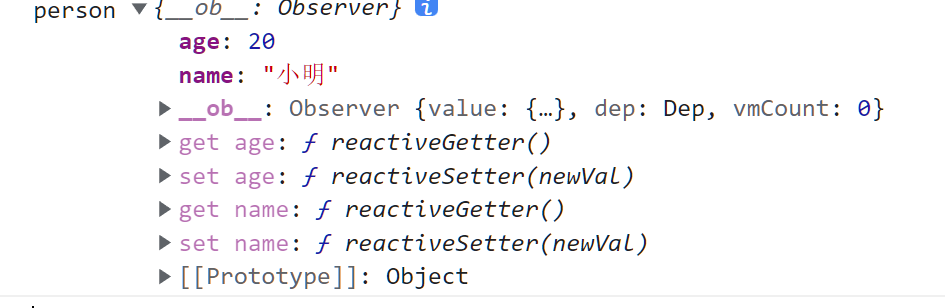 person ▼{__ob__: Observer} i
age: 20
name: "小明"
▶ __ob__: Observer {value: {…}, dep: Dep, vmCount: 0}
▶ get age: ƒ reactiveGetter()
▶ set age: ƒ reactiveSetter(newVal)
▶ get name: ƒ reactiveGetter()
▶ set name: ƒ reactiveSetter(newVal)
▶ [[Prototype]]: Object